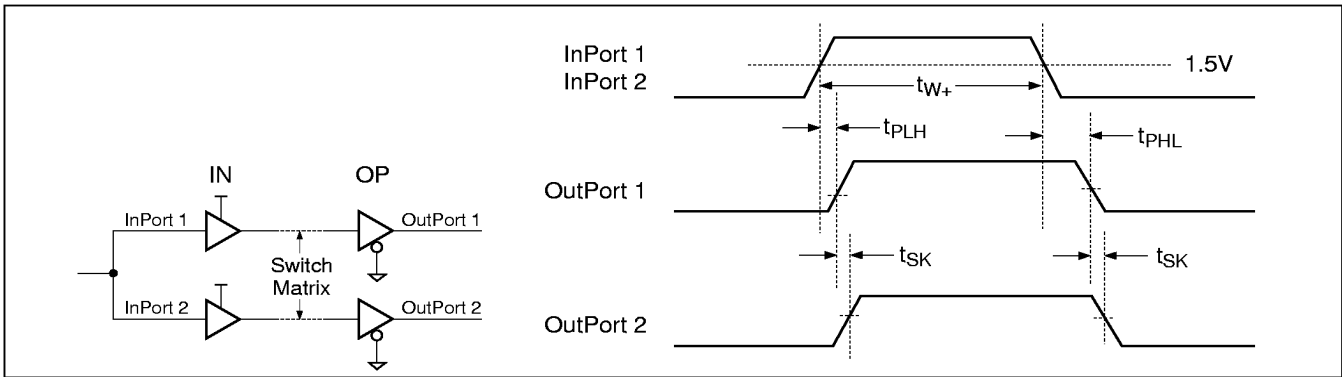 IN
OP
InPort 1
OutPort 1
Switch
Matrix
InPort 2
OutPort 2
InPort 1
InPort 2
1.5V
tW+
tPLH
tPHL
OutPort 1
tSK
tSK
OutPort 2